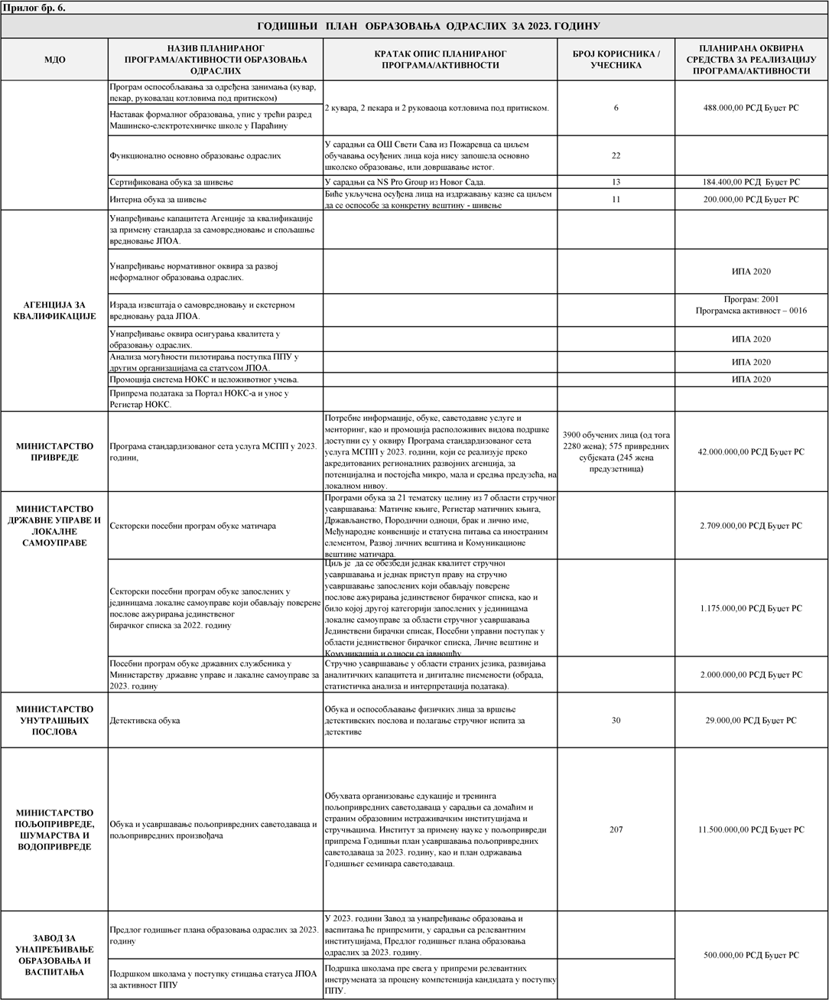 Прилог бр. 6.
ГОДИШЊИ ПЛАН ОБРАЗОВАЊА ОДРАСЛИХ ЗА 2023. ГОДИНУ
МДО
НАЗИВ ПЛАНИРАНОГ
ПРОГРАМА/АКТИВНОСТИ ОБРАЗОВАЊА
ОДРАСЛИХ
КРАТАК ОПИС ПЛАНИРАНОГ
ПРОГРАМА/АКТИВНОСТИ
БРОЈ КОРИСНИКА /
УЧЕСНИКА
ПЛАНИРАНА ОКВИРНА
СРЕДСТВА ЗА РЕАЛИЗАЦИЈУ
ПРОГРАМА/АКТИВНОСТИ
Програм оспособљавања за одређена занимања (кувар,
пекар, руковалац котловима под притиском)
Наставак формалног образовања, упис у трећи разред
Машинско-електротехничке школе у Параћину
2 кувара, 2 пекара и 2 руковаоца котловима под притиском.
6
488.000,00 РСД Буџет РС
Функционално основно образовање одраслих
У сарадњи са ОШ Свети Сава из Пожаревца са циљем
обучавања осуђених лица која нису запошела основно
школско образовање, или довршавање истог.
22
Сертификована обука за шивење
У сарадњи са NS Pro Group из Новог Сада.
13
184.400,00 РСД Буџет РС
Интерна обука за шивење
Биће укључена осуђена лица на издржавању казне са циљем
да се оспособе за конкретну вештину - шивење
11
200.000,00 РСД Буџет РС
АГЕНЦИЈА ЗА
КВАЛИФИКАЦИЈЕ
Унапређивање капацитета Агенције за квалификације
за примену стандарда за самовредновање и спољашње
вредновање ЈПОА.
Унапређивање нормативног оквира за развој
неформалног образовања одраслих.
ИПА 2020
Израда извештаја о самовредновању и екстерном
вредновању рада ЈПОА.
Програм: 2001
Програмска активност – 0016
Унапређивање оквира осигурања квалитета у
образовању одраслих.
ИПА 2020
Анализа могућности пилотирања поступка ППУ у
другим организацијама са статусом ЈПОА.
ИПА 2020
Промоција система НОКС и целоживотног учења.
ИПА 2020
Припрема података за Портал НОКС-а и унос у
Регистар НОКС.
МИНИСТАРСТВО
ПРИВРЕДЕ
Програма стандардизованог сета услуга МСПП у 2023.
години,
Потребне информације, обуке, саветодавне услуге и
менторинг, као и промоција расположивих видова подршке
доступни су у оквиру Програма стандардизованог сета
услуга МСПП у 2023. години, који се реализује преко
акредитованих регионалних развојних агенција, за
потенцијална и постојећа микро, мала и средња предузећа, на
локалном нивоу.
3900 обучених лица (од тога
2280 жена); 575 привредних
субјеката (245 жена
предузетница)
42.000.000,00 РСД Буџет РС
МИНИСТАРСТВО
ДРЖАВНЕ УПРАВЕ И
ЛОКАЛНЕ
САМОУПРАВЕ
Секторски посебни програм обуке матичара
Програми обука за 21 тематску целину из 7 области стручног
усавршавања: Матичне књиге, Регистар матичних књига,
Држављанство, Породични одноци, брак и лично име,
Међународне конвенције и статусна питања са иностраним
елементом, Развој личних вештина и Комуникационе
вештине матичара.
2.709.000,00 РСД Буџет РС
Секторски посебни програм обуке запослених у
јединицама локалне самоуправе који обављају поверене
послове ажурирања јединственог
бирачког списка за 2022. годину
Циљ је да се обезбеди једнак квалитет стручног
усавршавања и једнак приступ праву на стручно
усавршавање запослених који обављају поверене
послове ажурирања јединственог бирачког списка, као и
било којој другој категорији запослених у јединицама
локалне самоуправе за области стручног усавршавања
Јединствени бирачки списак, Посебни управни поступак у
области јединственог бирачког списка, Личне вештине и
Комуникација и односи са јавношћу
1.175.000,00 РСД Буџет РС
Посебни програм обуке државних службеника у
Министарству државне управе и лакалне самоуправе за
2023. годину
Стручно усавршавање у области страних језика, развијања
аналитичких капацитета и дигиталне писмености (обрада,
статистичка анализа и интерпретација података).
2.000.000,00 РСД Буџет РС
МИНИСТАРСТВО
УНУТРАШЊИХ
ПОСЛОВА
Детективска обука
Обука и оспособљавање физичких лица за вршење
детективских послова и полагање стручног испита за
детективе
30
29.000,00 РСД Буџет РС
МИНИСТАРСТВО
ПОЉОПРИВРЕДЕ,
ШУМАРСТВА И
ВОДОПРИВРЕДЕ
Обука и усавршавање пољопривредних саветодаваца и
пољопривредних произвођача
Обухвата организовање едукације и тренинга
пољопривредних саветодаваца у сарадњи са домаћим и
страним образовним истраживачким институцијама и
стручњацима. Институт за примену науке у пољопривреди
припрема Годишњи план усавршавања пољопривредних
саветодаваца за 2023. годину, као и план одржавања
Годишњег семинара саветодаваца.
207
11.500.000,00 РСД Буџет РС
ЗАВОД ЗА
УНАПРЕЂИВАЊЕ
ОБРАЗОВАЊА И
ВАСПИТАЊА
Предлог годишњег плана образовања одраслих за 2023.
годину
У 2023. години Завод за унапређивање образовања и
васпитања ће припремити, у сарадњи са релевантним
институцијама, Предлог годишњег плана образовања
одраслих за 2023. годину.
500.000,00 РСД Буџет РС
Подршком школама у поступку стицања статуса ЈПОА
за активност ППУ
Подршка школама пре свега у припреми релевантних
инструмената за процену компетенција кандидата у поступку
ППУ.